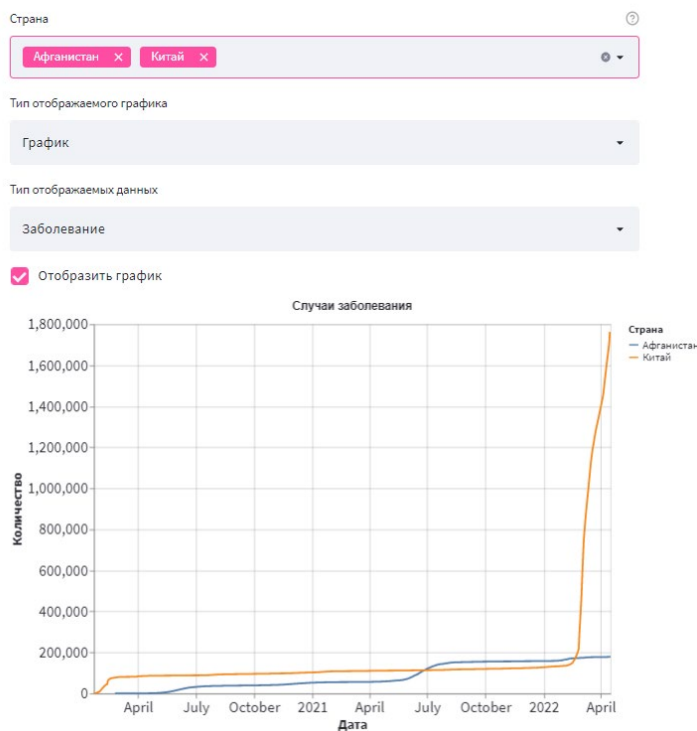 Страна
Афганистан × Китай ×
Тип отображаемого графика
График
Тип отображаемых данных
Заболевание
Отобразить график
Случаи заболевания
1,800,000
1,600,000
1,400,000
1,200,000
1,000,000
800,000
600,000
400,000
200,000
0
Количество
April July October 2021 April July October 2022 April
Дата
Страна
Афганистан
Китай